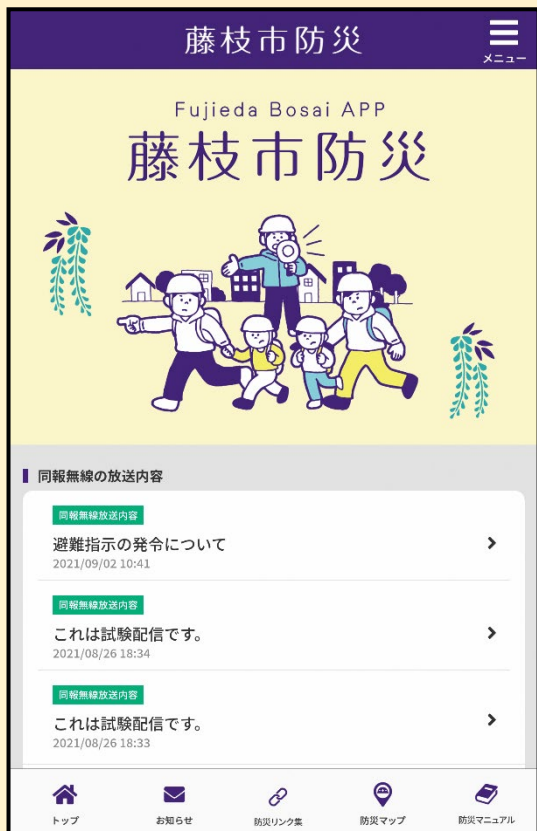 藤枝市防災
メニュー
Fujieda Bosai APP
藤枝市防災
同報無線の放送内容
同報無線放送内容
避難指示の発令について
2021/09/02 10:41
同報無線放送内容
これは試験配信です。
2021/08/26 18:34
同報無線放送内容
これは試験配信です。
2021/08/26 18:33
トップ
お知らせ
防災リンク集
防災マップ
防災マニュアル